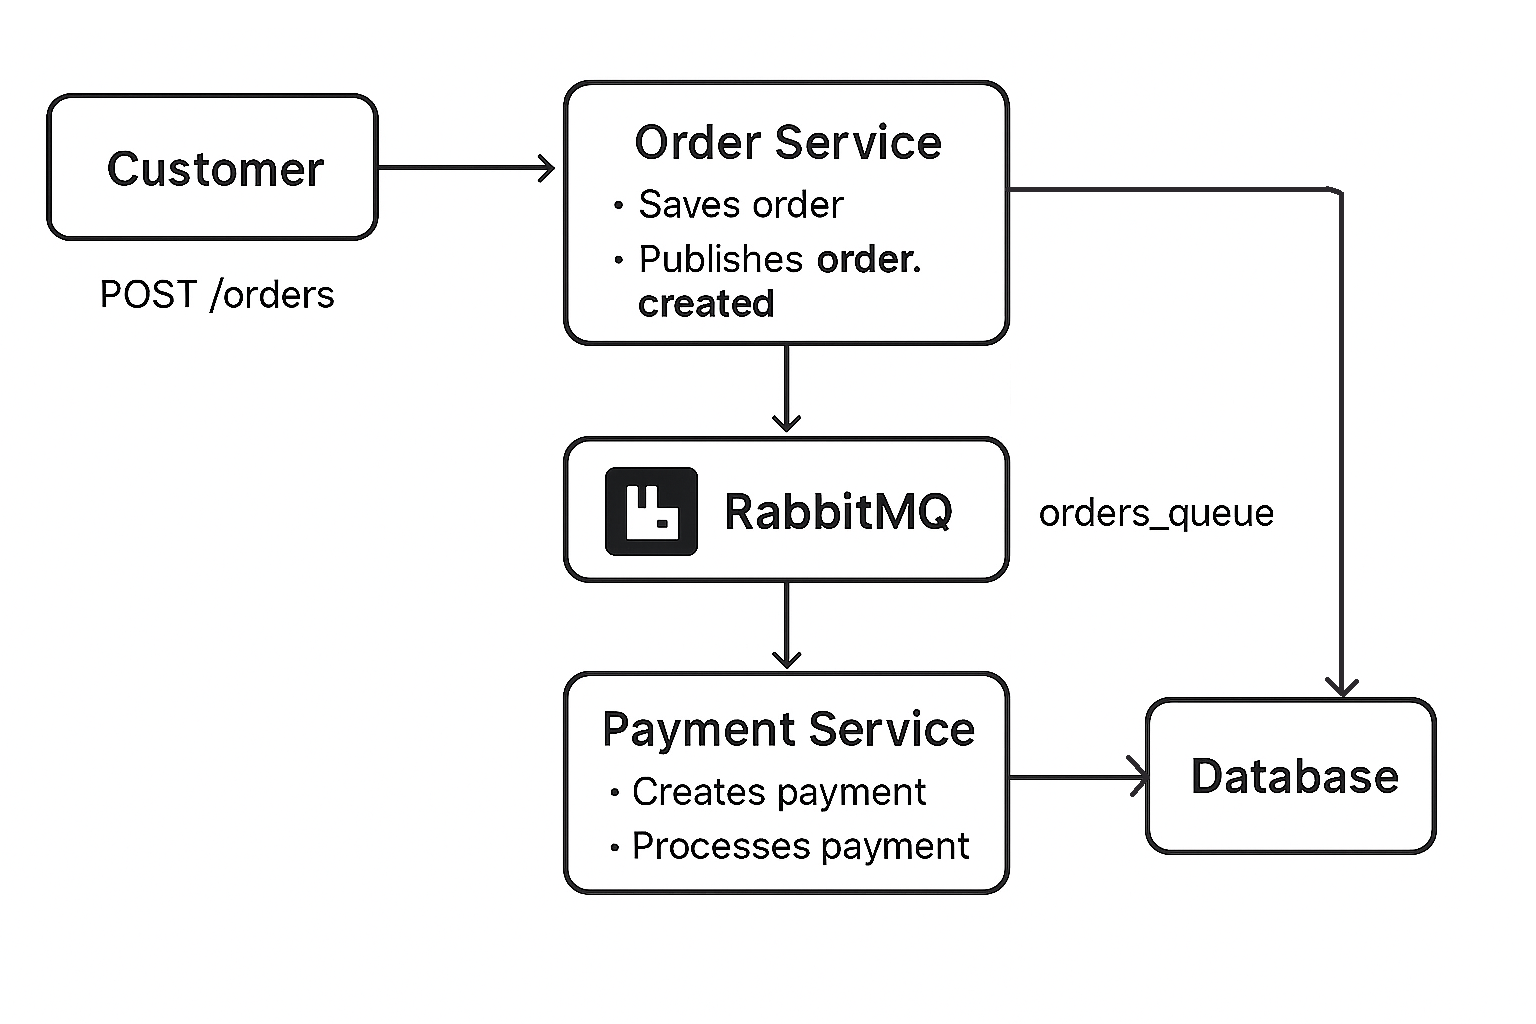 Customer
POST /orders
Order Service
• Saves order
• Publishes order.
created
RabbitMQ
orders_queue
Payment Service
• Creates payment
• Processes payment
Database